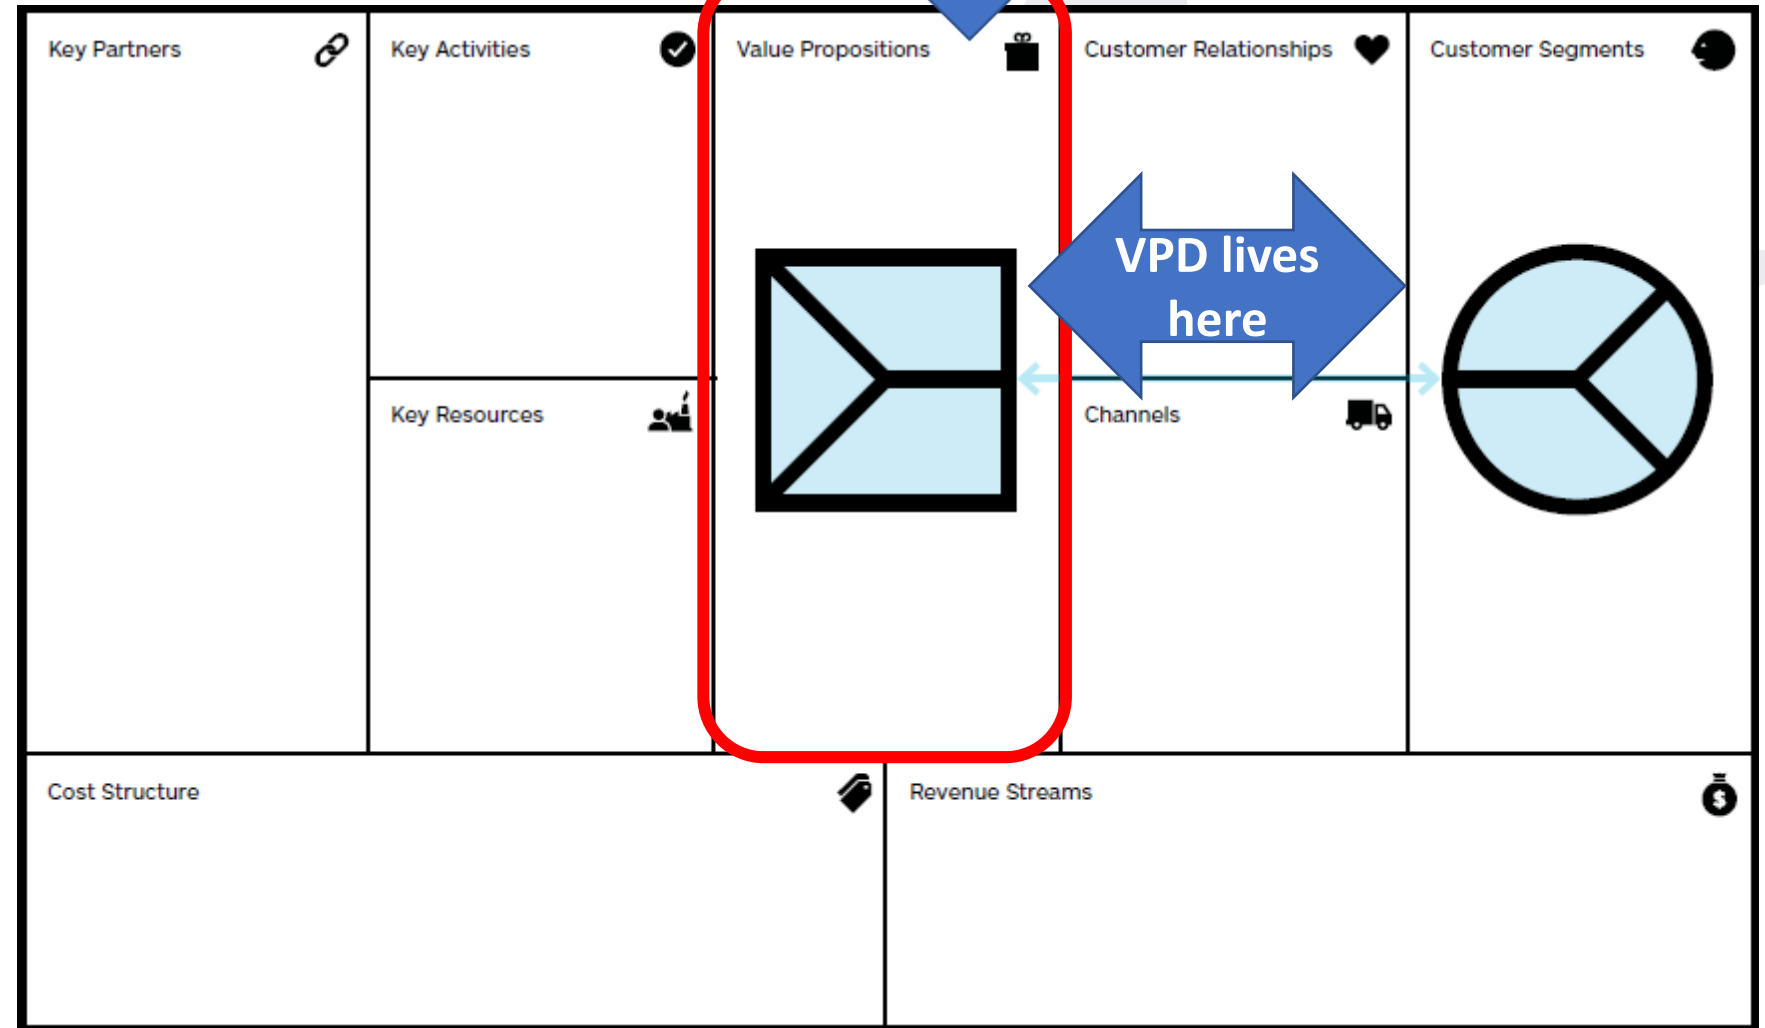 Key Partners
Key Activities
Value Propositions
Customer Relationships
Customer Segments
VPD lives
here
Key Resources
Channels
Cost Structure
Revenue Streams
$